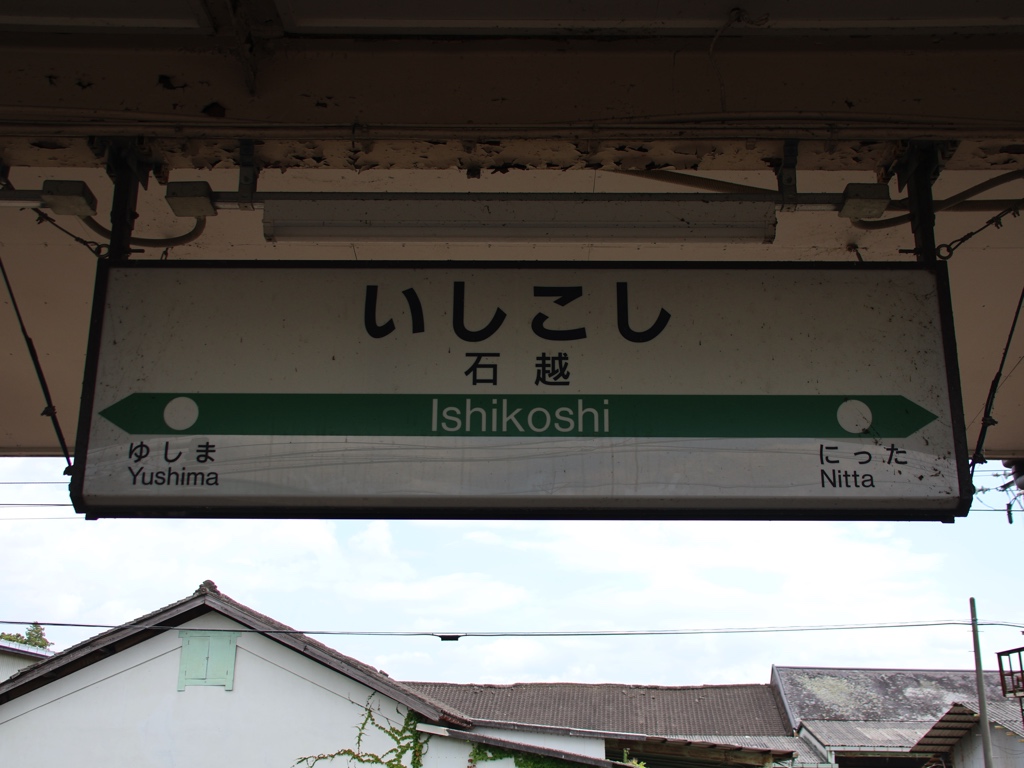 いしこし
石越
Ishikoshi
ゆしま
Yushima
にった
Nitta